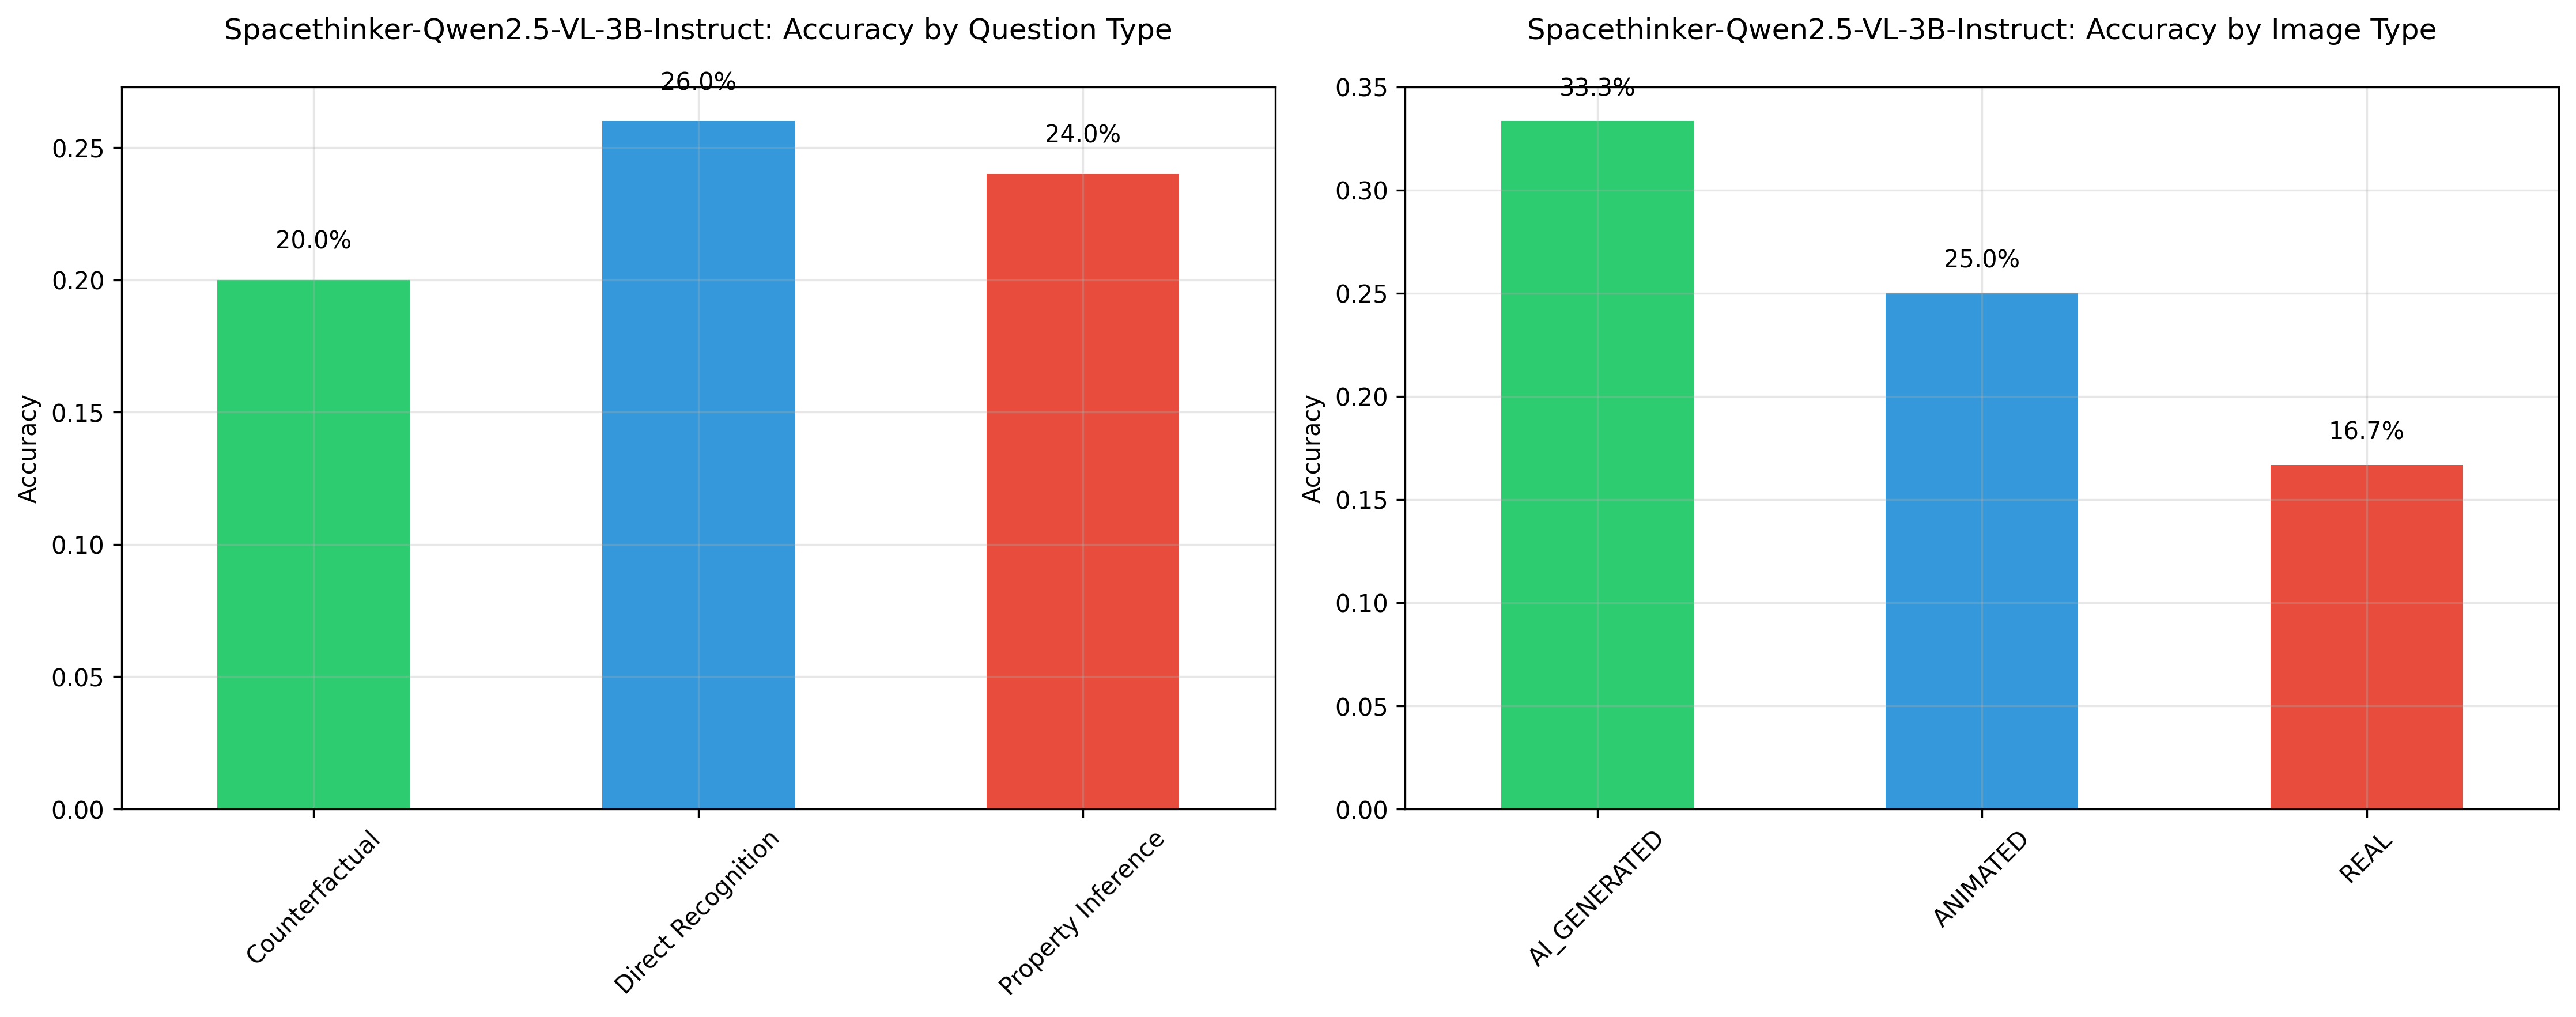 Spacethinker-Qwen2.5-VL-3B-Instruct: Accuracy by Question Type
26.0%
24.0%
20.0%
0.25
0.20
0.15
0.10
0.05
0.00
Accuracy
Counterfactual
Direct Recognition
Property Inference
Spacethinker-Qwen2.5-VL-3B-Instruct: Accuracy by Image Type
33.3%
25.0%
16.7%
0.35
0.30
0.25
0.20
0.15
0.10
0.05
0.00
Accuracy
AI_GENERATED
ANIMATED
REAL